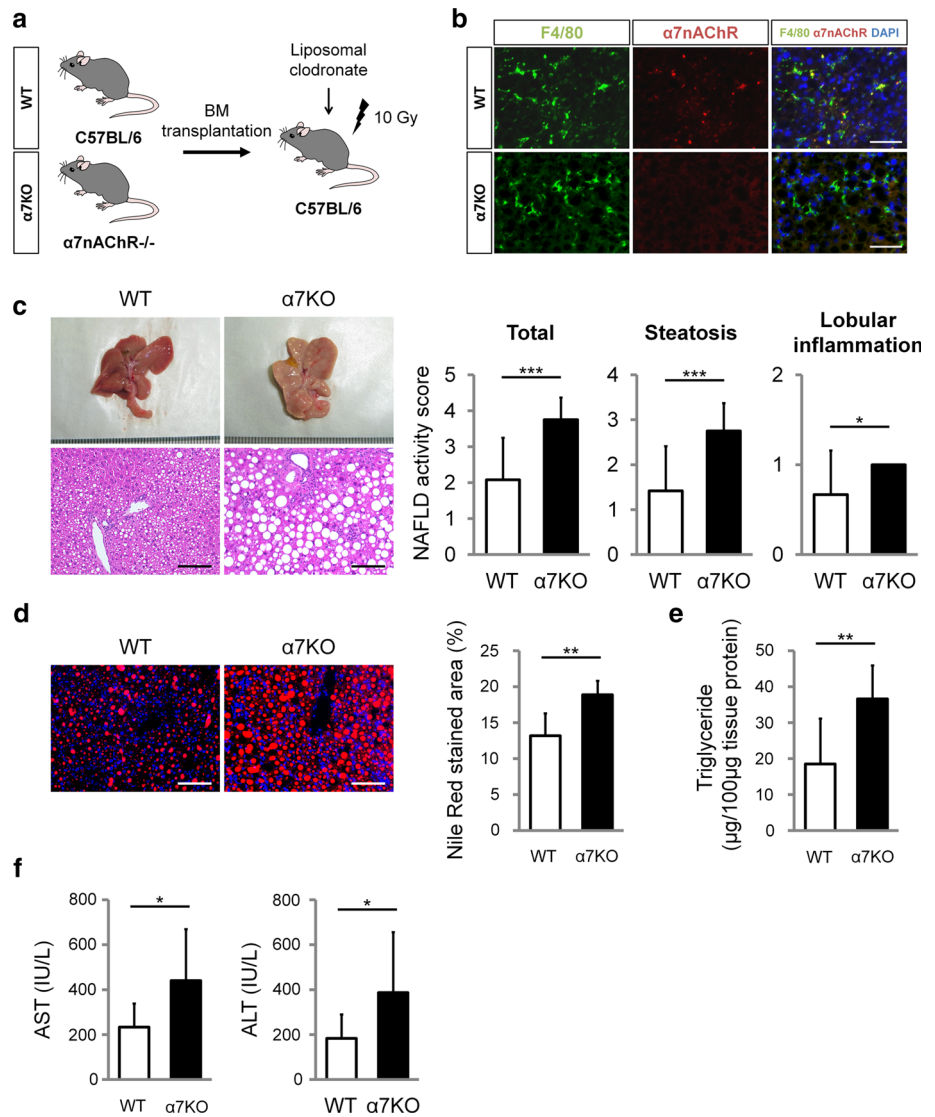 a
WT
α7KO
C57BL/6
α7nAChR-/-
BM
transplantation
Liposomal
clodronate
10 Gy
C57BL/6
b
F4/80
α7nAChR
F4/80 α7nAChR DAPI
WT
α7KO
c
WT
α7KO
NAFLD activity score
Total
***
5
4
3
2
1
0
WT
α7KO
Steatosis
***
4
3
2
1
0
WT
α7KO
Lobular
inflammation
*
2
1
0
WT
α7KO
d
WT
α7KO
Nile Red stained area (%)
**
25
20
15
10
5
0
WT
α7KO
e
Triglyceride
(µg/100µg tissue protein)
**
50
40
30
20
10
0
WT
α7KO
f
AST (IU/L)
*
800
600
400
200
0
WT
α7KO
ALT (IU/L)
*
800
600
400
200
0
WT
α7KO